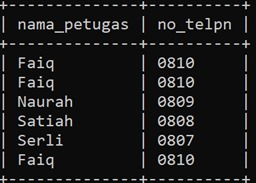 nama_petugas | no_telpn
Faiq | 0810
Faiq | 0810
Naurah | 0809
Satiah | 0808
Serli | 0807
Faiq | 0810